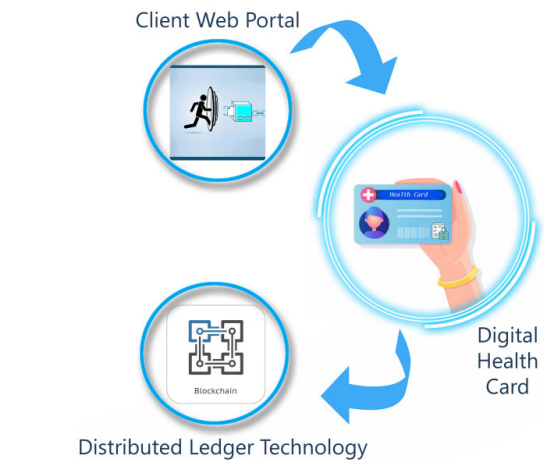 Client Web Portal
Health Card
Digital
Health
Card
Blockchain
Distributed Ledger Technology